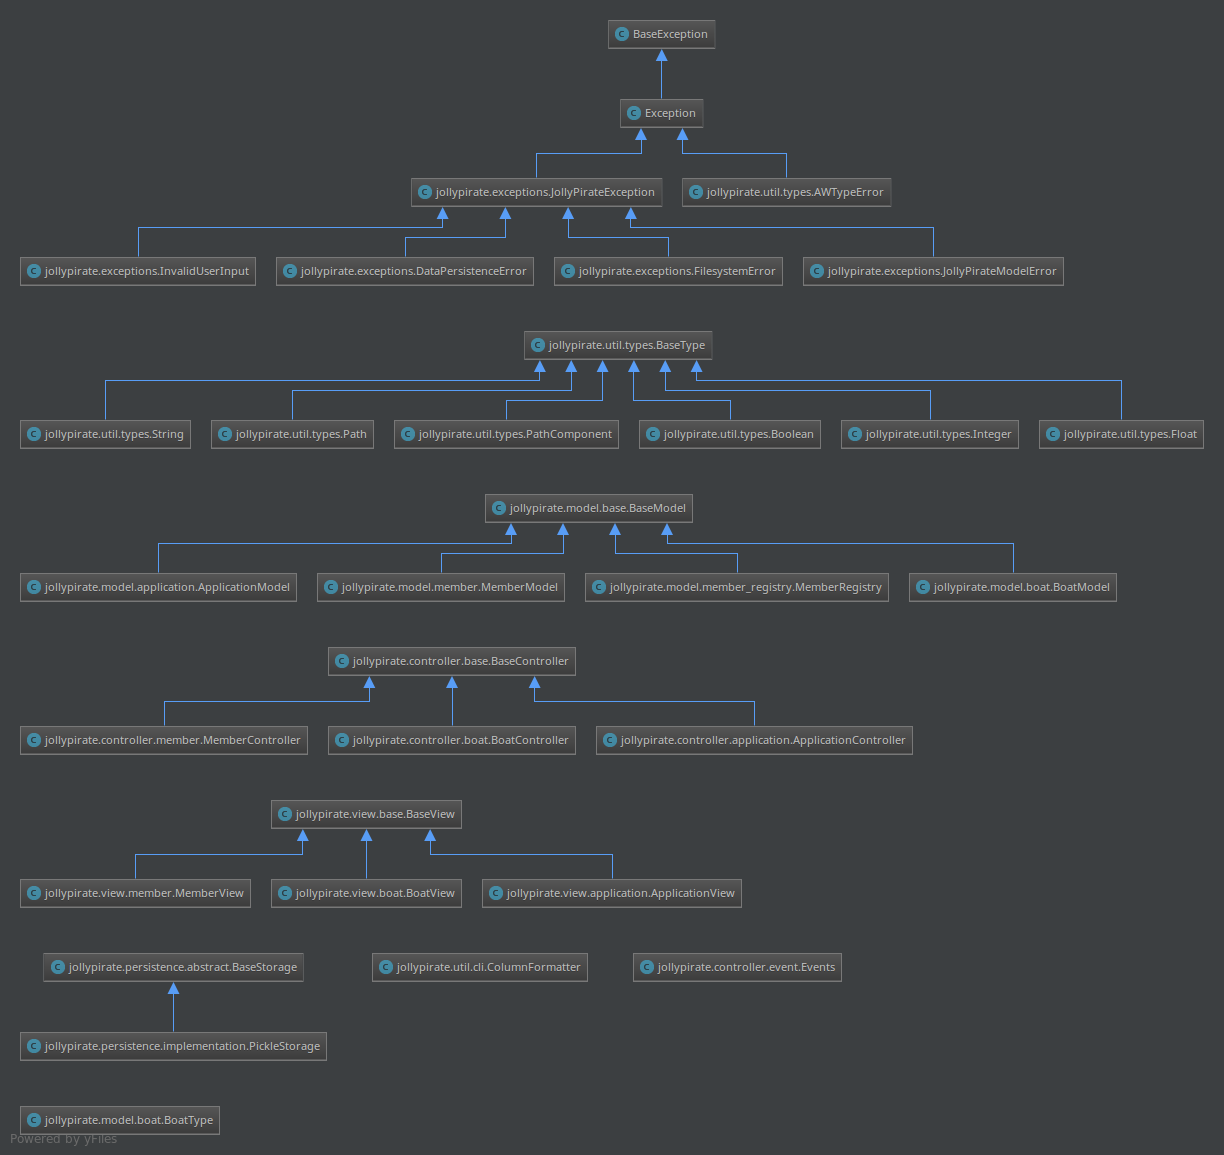 C BaseException
C Exception
C jollypirate.exceptions.JollyPirateException C jollypirate.util.types.AWTypeError
C jollypirate.exceptions.InvalidUserInput C jollypirate.exceptions.DataPersistenceError C jollypirate.exceptions.FilesystemError C jollypirate.exceptions.JollyPirateModelError
C jollypirate.util.types.BaseType
C jollypirate.util.types.String C jollypirate.util.types.Path C jollypirate.util.types.PathComponent C jollypirate.util.types.Boolean C jollypirate.util.types.Integer C jollypirate.util.types.Float
C jollypirate.model.base.BaseModel
C jollypirate.model.application.ApplicationModel C jollypirate.model.member.MemberModel C jollypirate.model.member_registry.MemberRegistry C jollypirate.model.boat.BoatModel
C jollypirate.controller.base.BaseController
C jollypirate.controller.member.MemberController C jollypirate.controller.boat.BoatController C jollypirate.controller.application.ApplicationController
C jollypirate.view.base.BaseView
C jollypirate.view.member.MemberView C jollypirate.view.boat.BoatView C jollypirate.view.application.ApplicationView
C jollypirate.persistence.abstract.BaseStorage C jollypirate.util.cli.ColumnFormatter C jollypirate.controller.event.Events
C jollypirate.persistence.implementation.PickleStorage
C jollypirate.model.boat.BoatType
Powered by yFiles